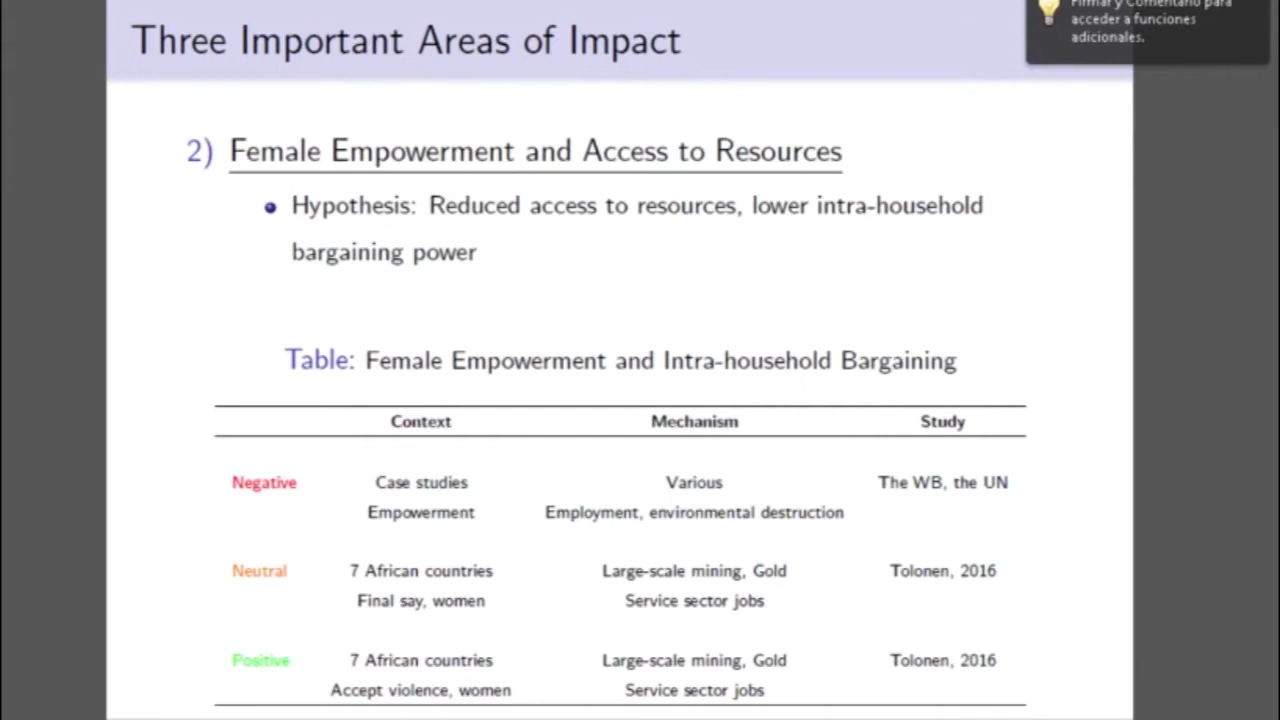 Three Important Areas of Impact
Firmar y Comentario para
acceder a funciones
adicionales.
2) Female Empowerment and Access to Resources
Hypothesis: Reduced access to resources, lower intra-household
bargaining power
Table: Female Empowerment and Intra-household Bargaining
Context Mechanism Study
Negative Case studies Various The WB, the UN
Empowerment Employment, environmental destruction
Neutral 7 African countries Large-scale mining, Gold Tolonen, 2016
Final say, women Service sector jobs
Positive 7 African countries Large-scale mining, Gold Tolonen, 2016
Accept violence, women Service sector jobs